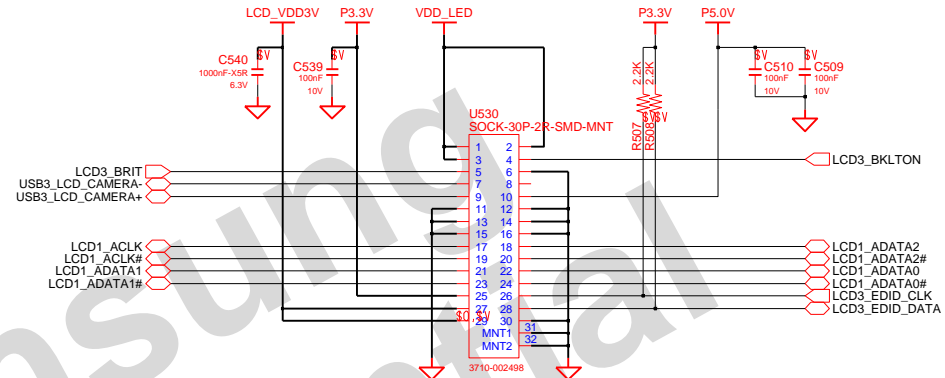 LCD_VDD3V P3.3V VDD_LED P3.3V P5.0V
$V $V $V $V
C540 C539 C510 C509
1000nF-X5R 100nF 100nF 100nF
6.3V 10V 10V 10V
2.2K 2.2K
R507 R508
$V $V
U530
SOCK-30P-2R-SMD-MNT
1 2
3 4 LCD3_BKLTON
LCD3_BRIT 5 6
USB3_LCD_CAMERA- 7 8
USB3_LCD_CAMERA+ 9 10
11 12
13 14
15 16
LCD1_ACLK 17 18 LCD1_ADATA2
LCD1_ACLK# 19 20 LCD1_ADATA2#
LCD1_ADATA1 21 22 LCD1_ADATA0
LCD1_ADATA1# 23 24 LCD1_ADATA0#
25 26 LCD3_EDID_CLK
27 28 LCD3_EDID_DATA
29 30
MNT1 31
MNT2 32
3710-002498